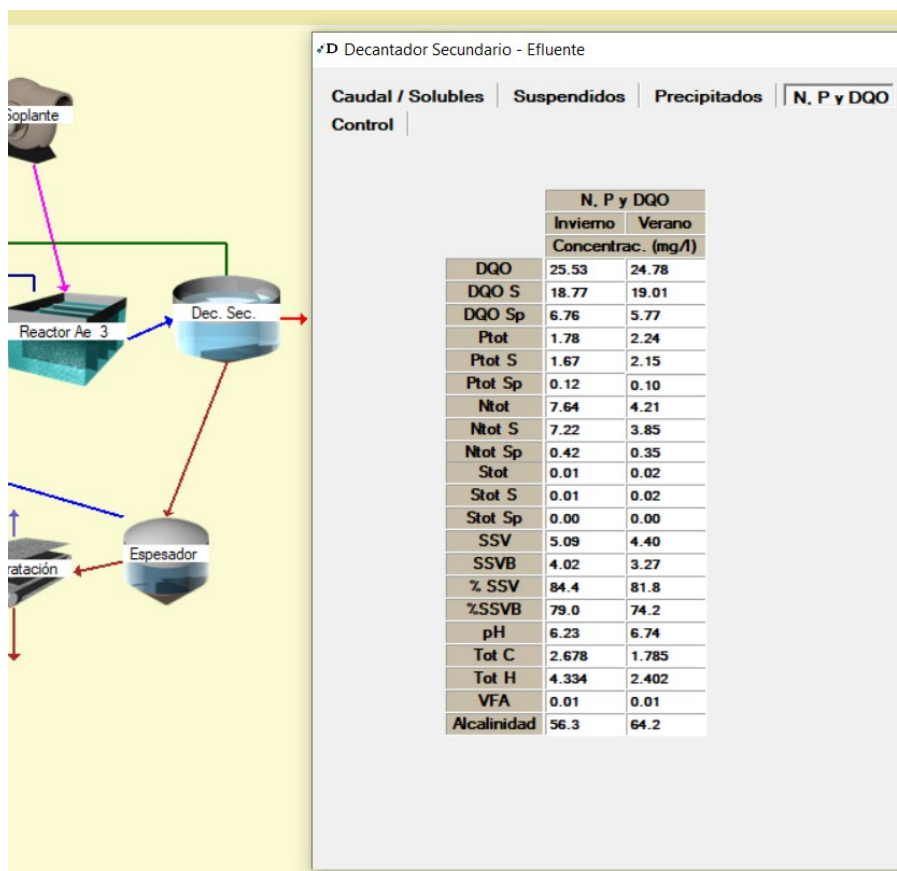 D Decantador Secundario - Efluente
Caudal / Solubles Suspendidos Precipitados N, P y DQO
Control
Soplante
Reactor Ae 3
Dec. Sec.
Espesador
ratación
N, P y DQO
Invierno Verano
Concentrac. (mg/l)
DQO 25.53 24.78
DQO S 18.77 19.01
DQO Sp 6.76 5.77
Ptot 1.78 2.24
Ptot S 1.67 2.15
Ptot Sp 0.12 0.10
Ntot 7.64 4.21
Ntot S 7.22 3.85
Ntot Sp 0.42 0.35
Stot 0.01 0.02
Stot S 0.01 0.02
Stot Sp 0.00 0.00
SSV 5.09 4.40
SSVB 4.02 3.27
% SSV 84.4 81.8
%SSVB 79.0 74.2
pH 6.23 6.74
Tot C 2.678 1.785
Tot H 4.334 2.402
VFA 0.01 0.01
Alcalinidad 56.3 64.2